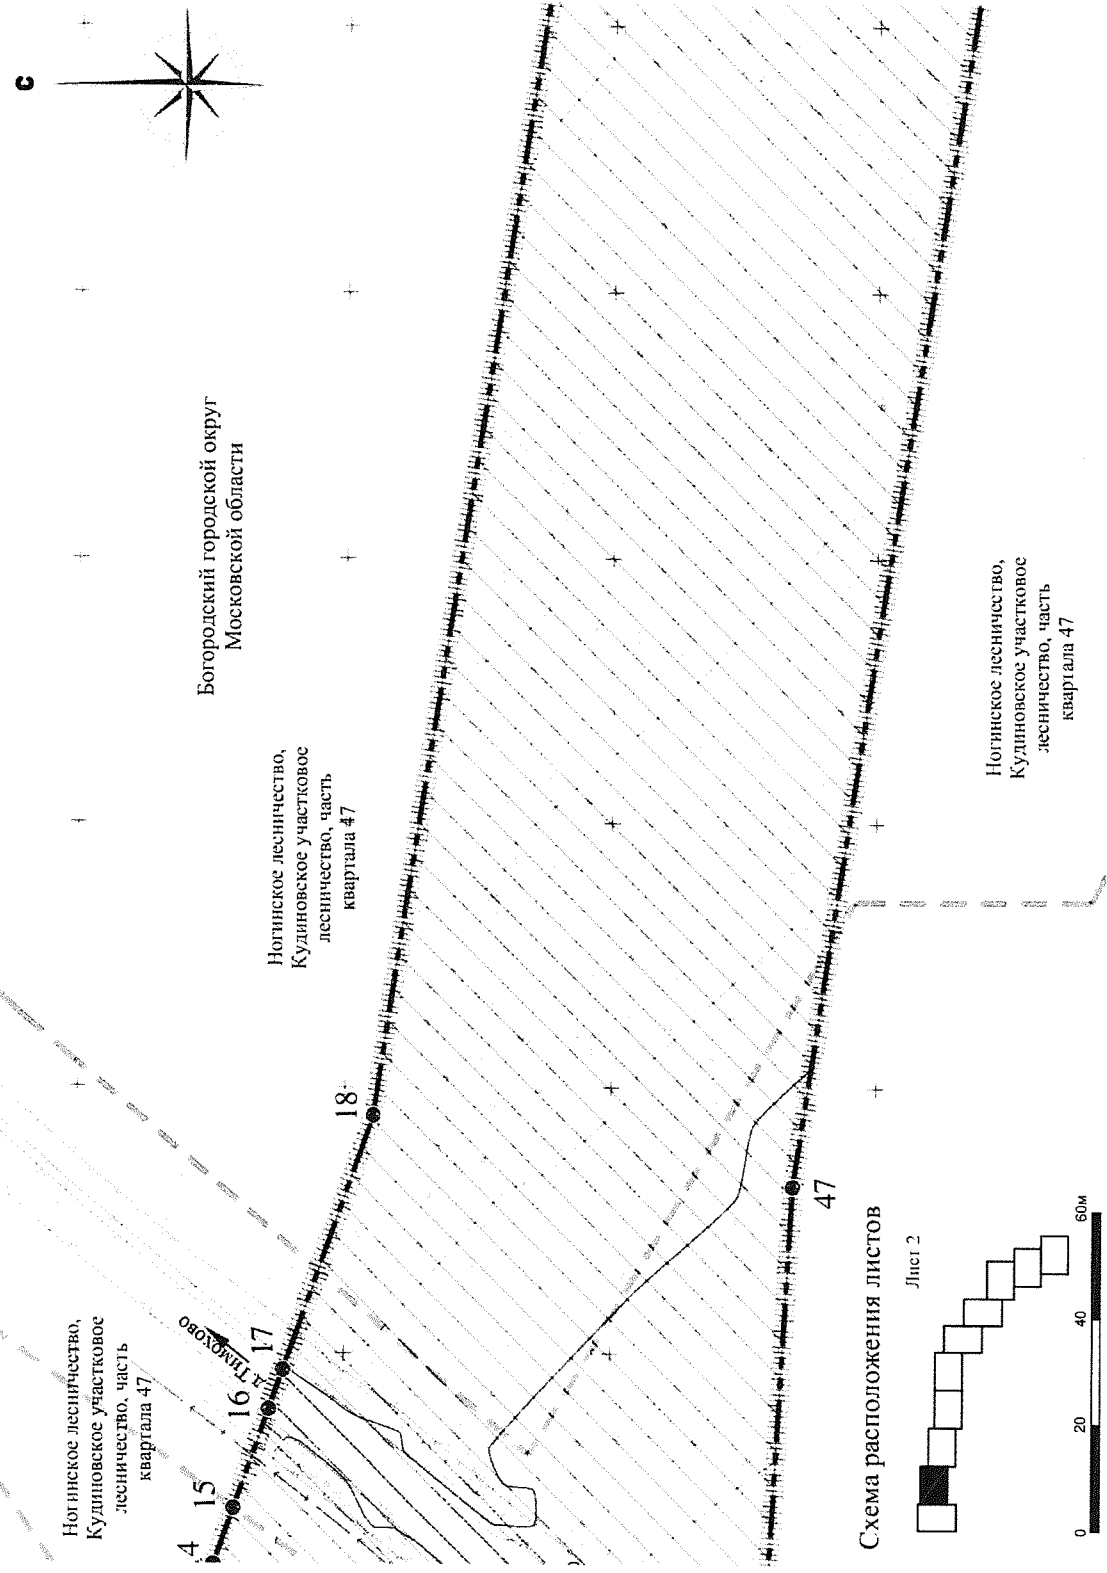 С
Богородский городской округ
Московской области
Ногинское лесничество,
Кудиновское участковое
лесничество, часть
квартала 47
Ногинское лесничество,
Кудиновское участковое
лесничество, часть
квартала 47
д Тимохово
4
15
16
17
18
47
Ногинское лесничество,
Кудиновское участковое
лесничество, часть
квартала 47
Схема расположения листов
Лист 2
0 20 40 60м